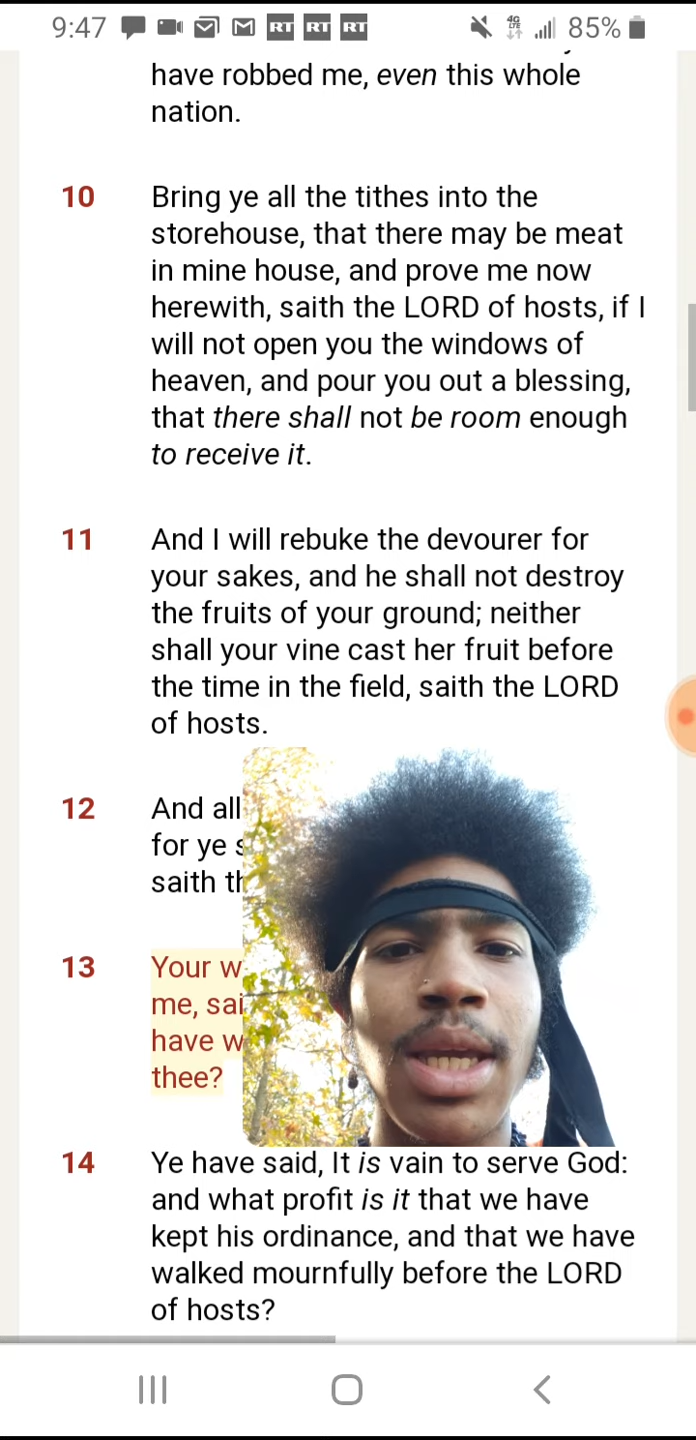 9:47 RT RT RT 4G LTE 85%
have robbed me, even this whole
nation.
10 Bring ye all the tithes into the
storehouse, that there may be meat
in mine house, and prove me now
herewith, saith the LORD of hosts, if I
will not open you the windows of
heaven, and pour you out a blessing,
that there shall not be room enough
to receive it.
11 And I will rebuke the devourer for
your sakes, and he shall not destroy
the fruits of your ground; neither
shall your vine cast her fruit before
the time in the field, saith the LORD
of hosts.
12 And all
for ye
saith
13 Your w
me, sai
have w
thee?
14 Ye have said, It is vain to serve God:
and what profit is it that we have
kept his ordinance, and that we have
walked mournfully before the LORD
of hosts?